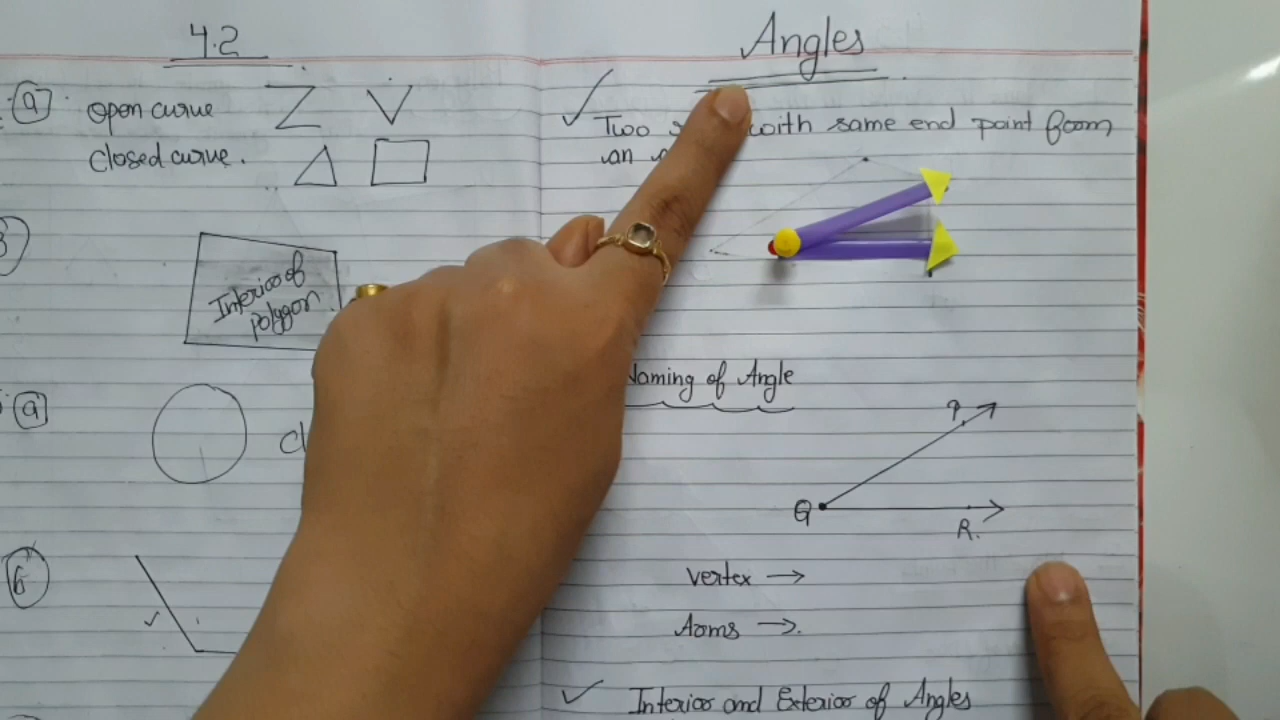 4.2
a
open curve
closed curve.
Interior of
polygon
a
Angles
Two with same end point form
an
Naming of Angle
P
Q
R.
vertex →
Arms →.
Interior and Exterior of Angles